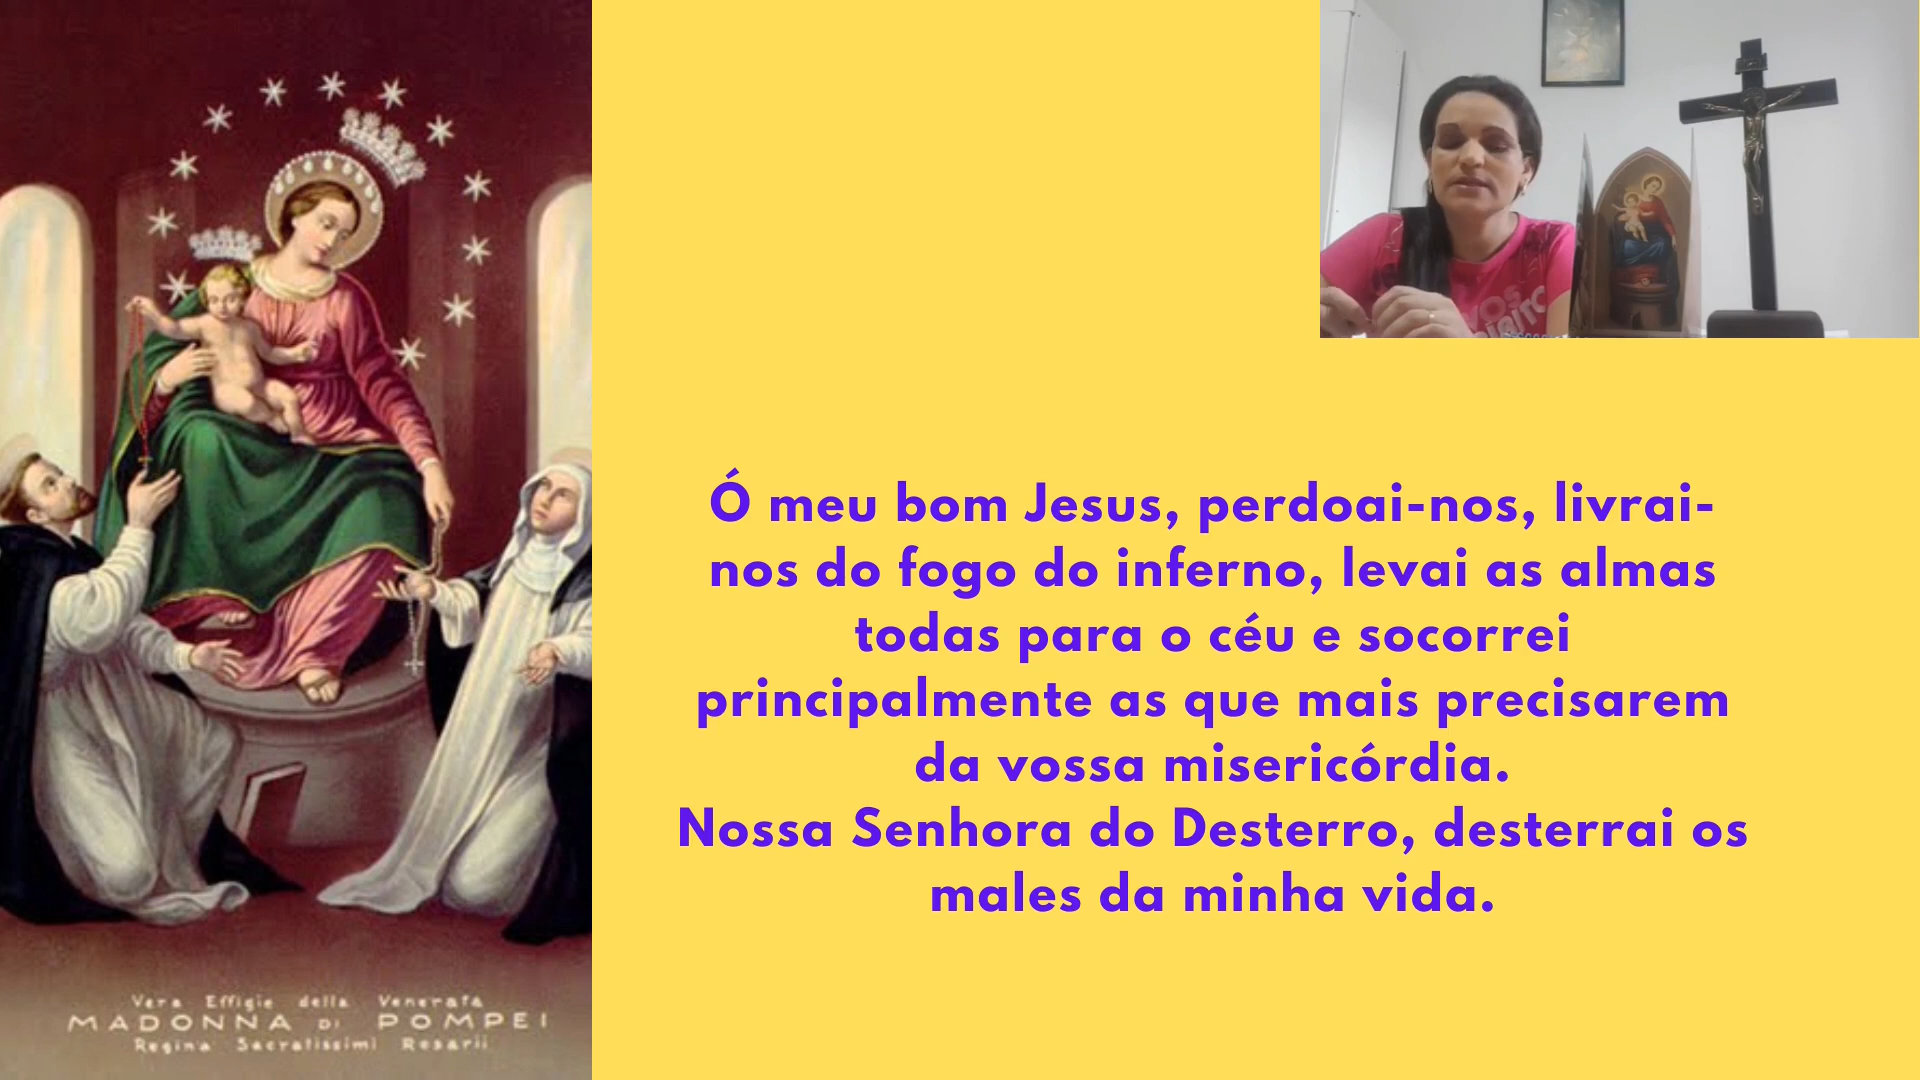 Ó meu bom Jesus, perdoai-nos, livrai-
nos do fogo do inferno, levai as almas
todas para o céu e socorrei
principalmente as que mais precisarem
da vossa misericórdia.
Nossa Senhora do Desterro, desterrai os
males da minha vida.
Vera Effigie della Venerata
MADONNA DI POMPEI
Regina Sacratissimi Rosarii